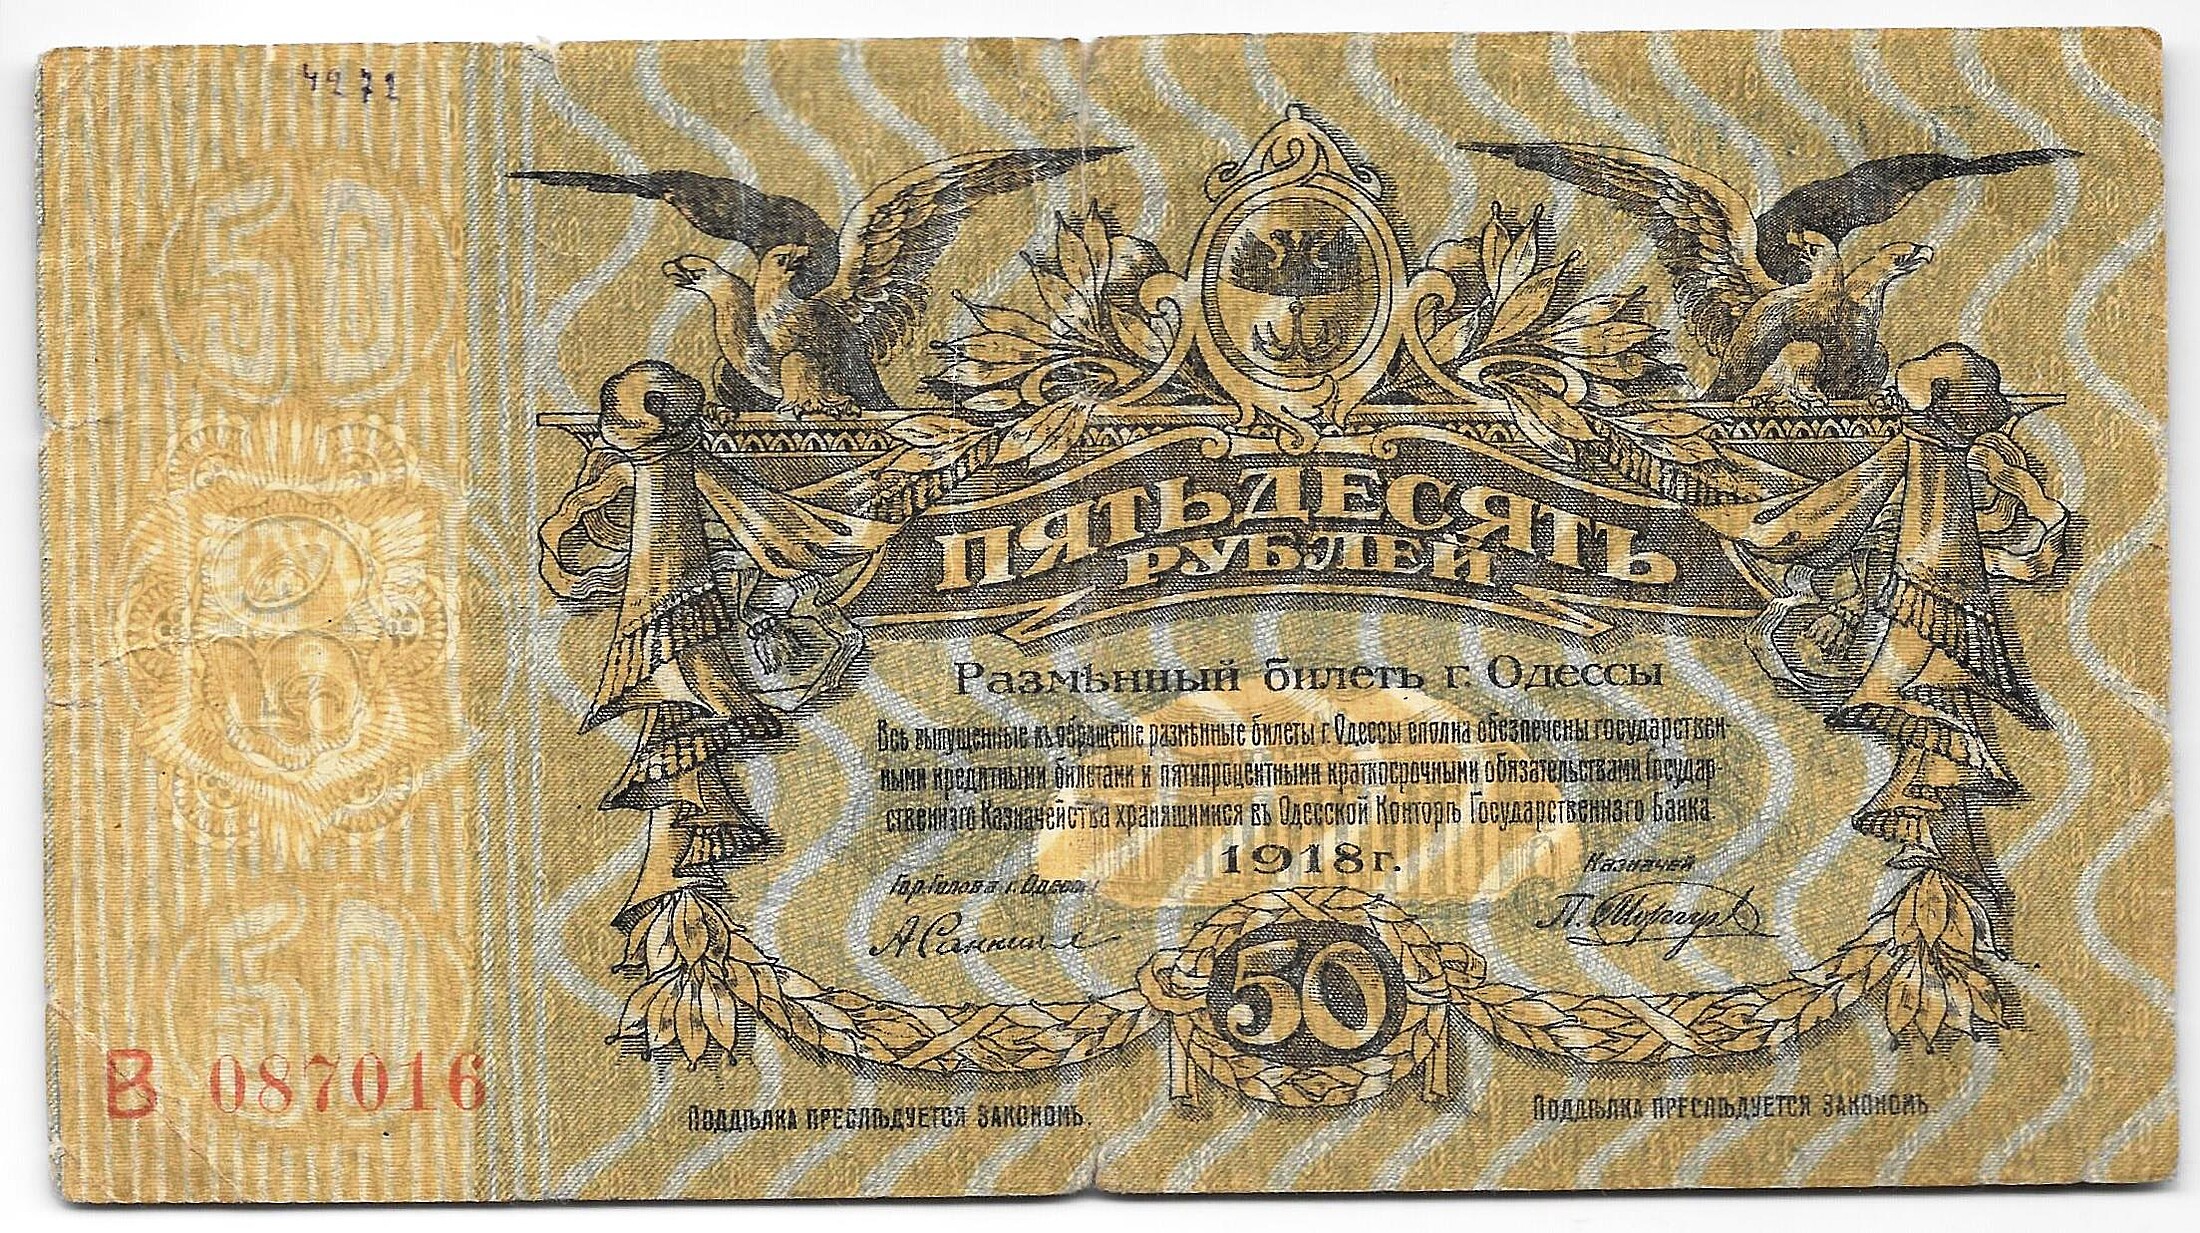 4272
50
ПЯТЬДЕСЯТЪ
РУБЛЕЙ
Размѣнный билетъ г. Одессы
Всѣ выпущенные въ обращеніе размѣнные билеты г. Одессы сполна обезпечены государствен-
ными кредитными билетами и пятипроцентными краткосрочными обязательствами Государ-
ственнаго Казначейства хранящимися въ Одесской Конторѣ Государственнаго Банка.
1918 г.
Гор. Голова г. Одессы
Казначей
50
50
В 087016
ПОДДѢЛКА ПРЕСЛѢДУЕТСЯ ЗАКОНОМЪ.
ПОДДѢЛКА ПРЕСЛѢДУЕТСЯ ЗАКОНОМЪ.